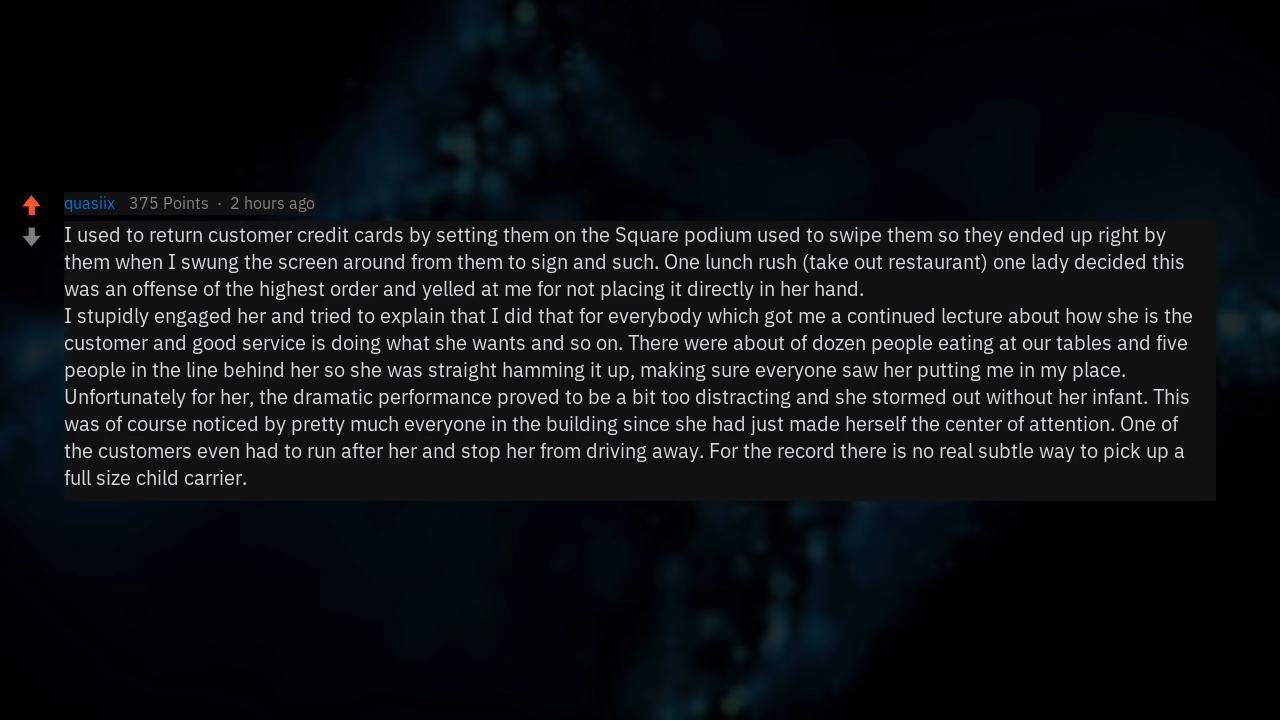 quasiix 375 Points · 2 hours ago
I used to return customer credit cards by setting them on the Square podium used to swipe them so they ended up right by
them when I swung the screen around from them to sign and such. One lunch rush (take out restaurant) one lady decided this
was an offense of the highest order and yelled at me for not placing it directly in her hand.
I stupidly engaged her and tried to explain that I did that for everybody which got me a continued lecture about how she is the
customer and good service is doing what she wants and so on. There were about of dozen people eating at our tables and five
people in the line behind her so she was straight hamming it up, making sure everyone saw her putting me in my place.
Unfortunately for her, the dramatic performance proved to be a bit too distracting and she stormed out without her infant. This
was of course noticed by pretty much everyone in the building since she had just made herself the center of attention. One of
the customers even had to run after her and stop her from driving away. For the record there is no real subtle way to pick up a
full size child carrier.